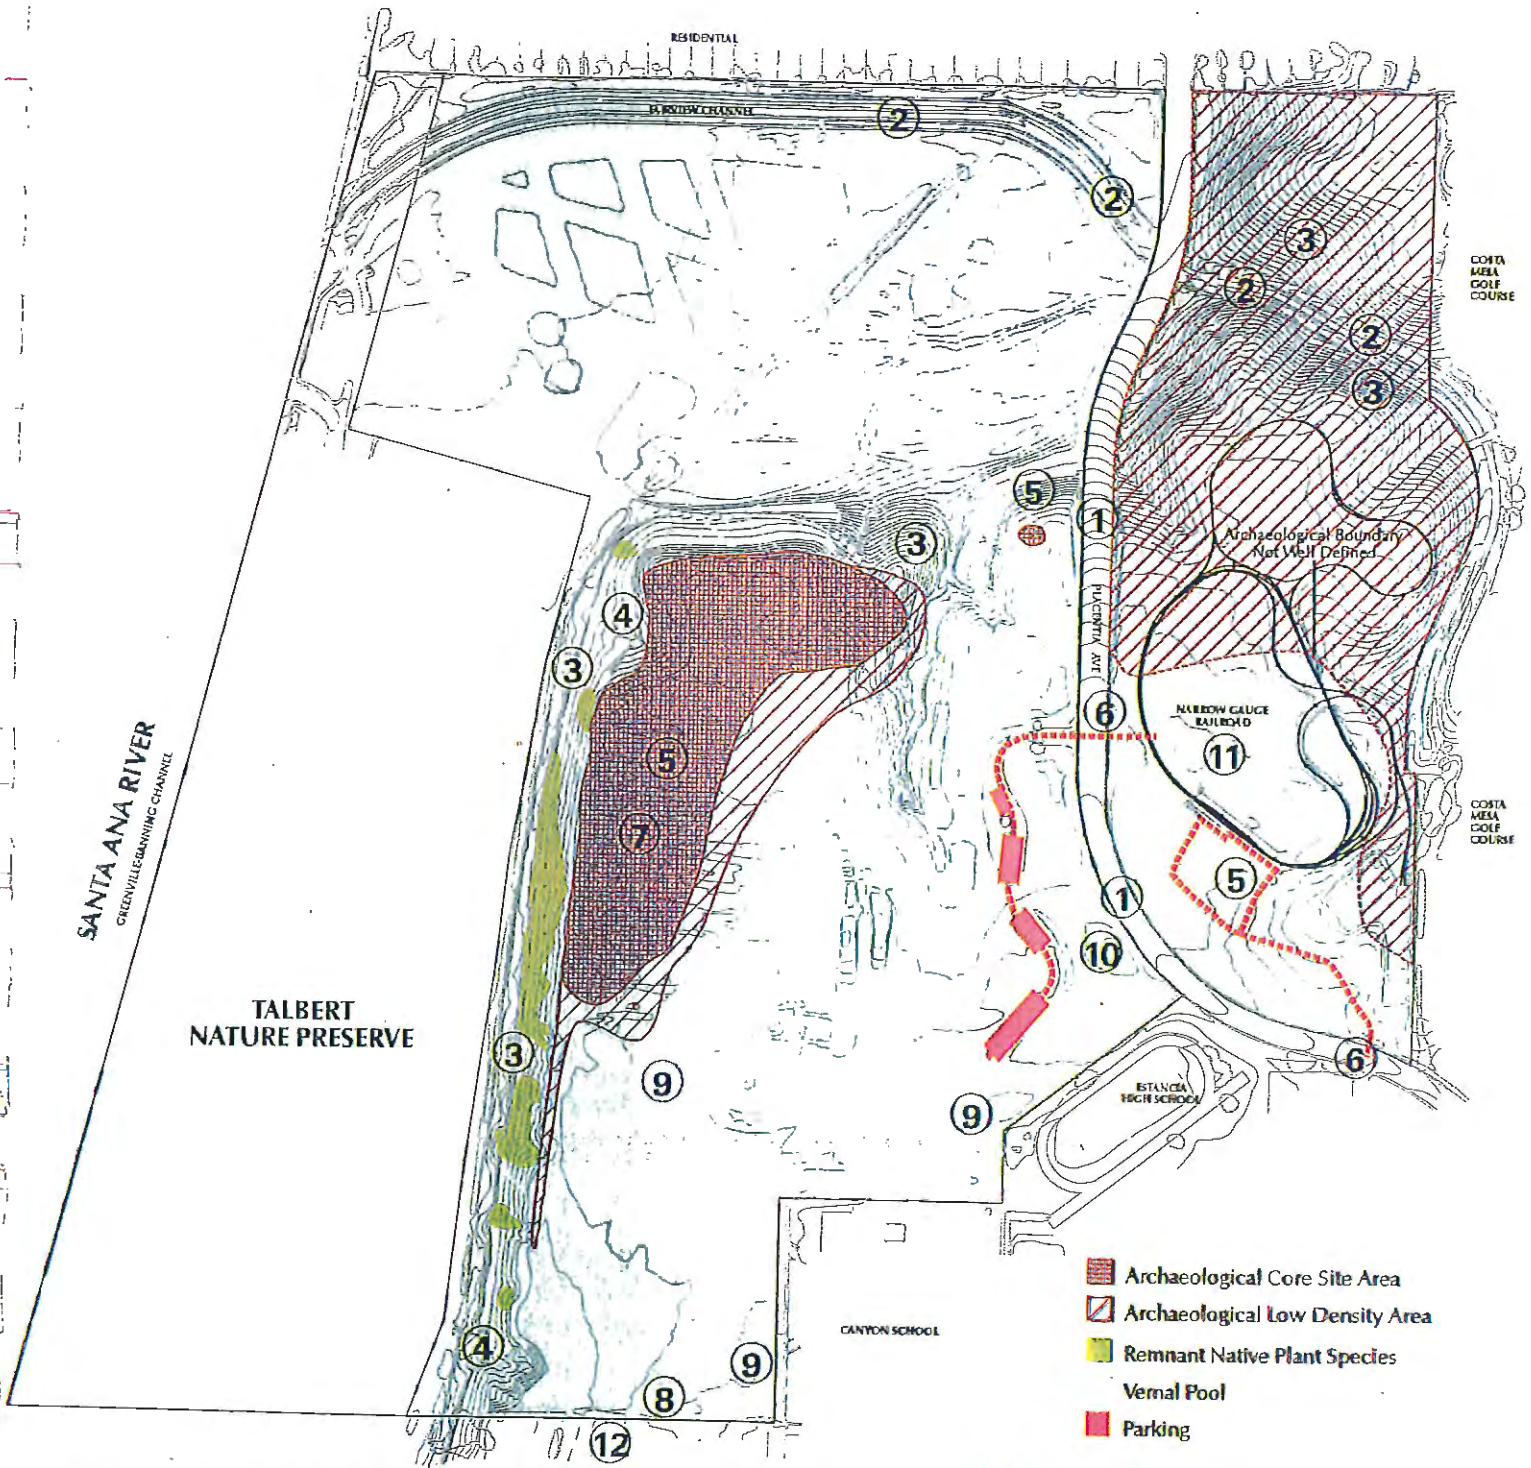 RESIDENTIAL
FAIRVIEW CHANNEL
2
2
3
COSTA
MESA
GOLF
COURSE
2
2
3
5
1
3
Archaeological Boundary
Not Well Defined
4
PLACENTIA AVE
3
6
NARROW GAUGE
RAILROAD
11
5
SANTA ANA RIVER
GREENVILLE-BANNING CHANNEL
7
COSTA
MESA
GOLF
COURSE
5
1
10
TALBERT
NATURE PRESERVE
3
6
9
ESTANCIA
HIGH SCHOOL
9
Archaeological Core Site Area
Archaeological Low Density Area
CANYON SCHOOL
4
Remnant Native Plant Species
9
8
Vernal Pool
Parking
12